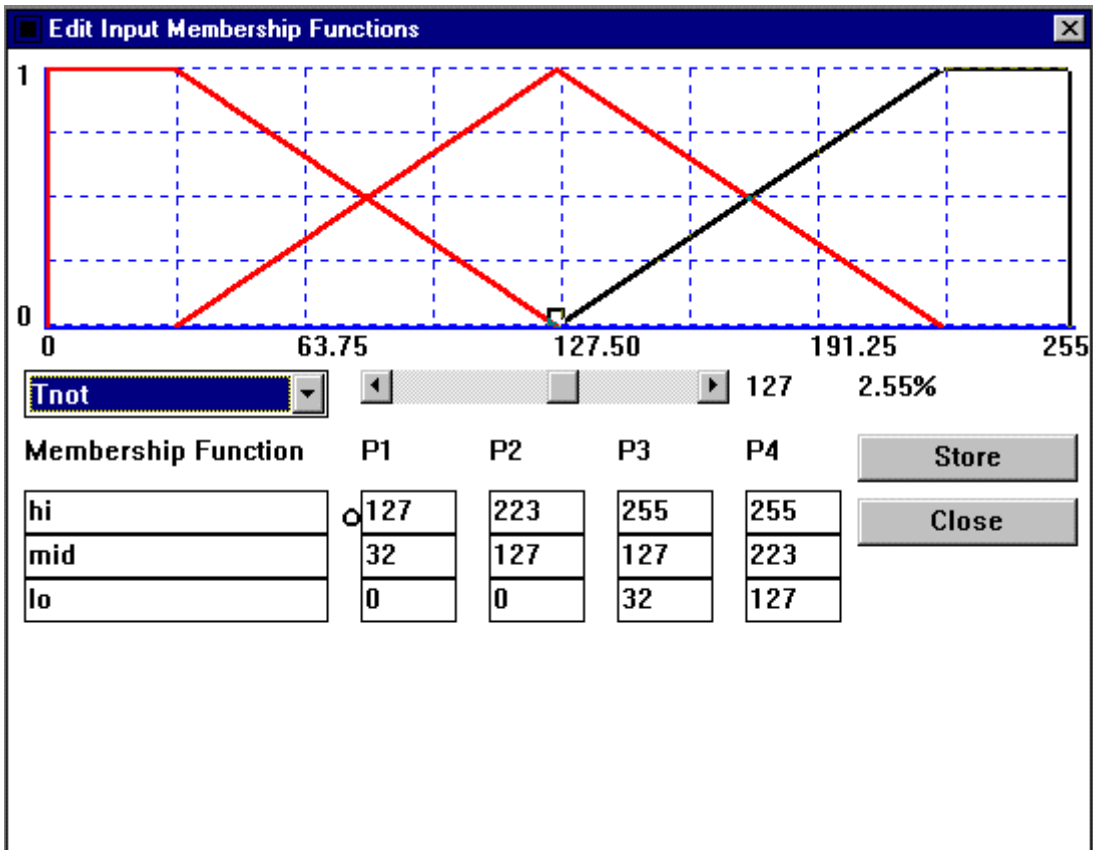 Edit Input Membership Functions
1
0
0 63.75 127.50 191.25 255
Tnot 127 2.55%
Membership Function P1 P2 P3 P4 Store
hi 127 223 255 255 Close
mid 32 127 127 223
lo 0 0 32 127